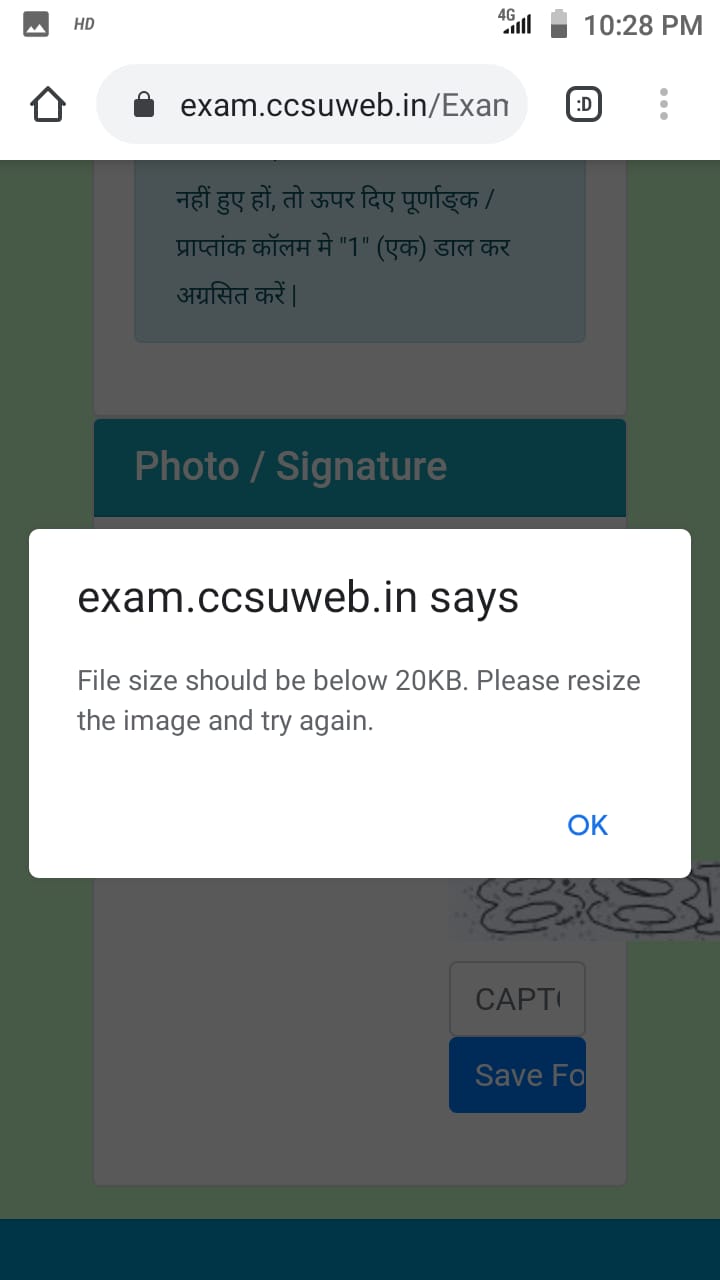 HD
4G
10:28 PM
exam.ccsuweb.in/Exan
:D
नहीं हुए हों, तो ऊपर दिए पूर्णाङ्क /
प्राप्तांक कॉलम मे "1" (एक) डाल कर
अग्रसित करें |
Photo / Signature
exam.ccsuweb.in says
File size should be below 20KB. Please resize
the image and try again.
OK
CAPT
Save Fo